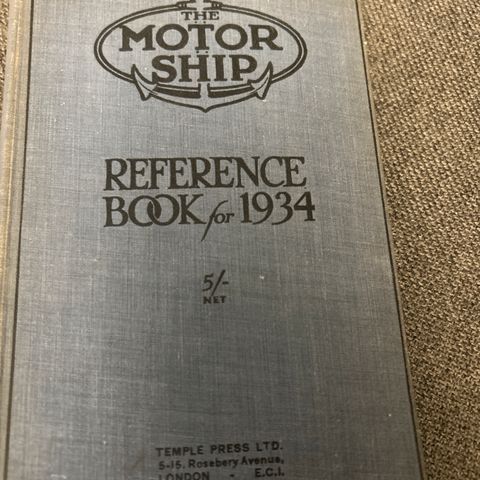 THE
MOTOR
SHIP
REFERENCE
BOOK for 1934
5/-
NET
TEMPLE PRESS LTD.
5-15. Rosebery Avenue,
LONDON - E.C.1.